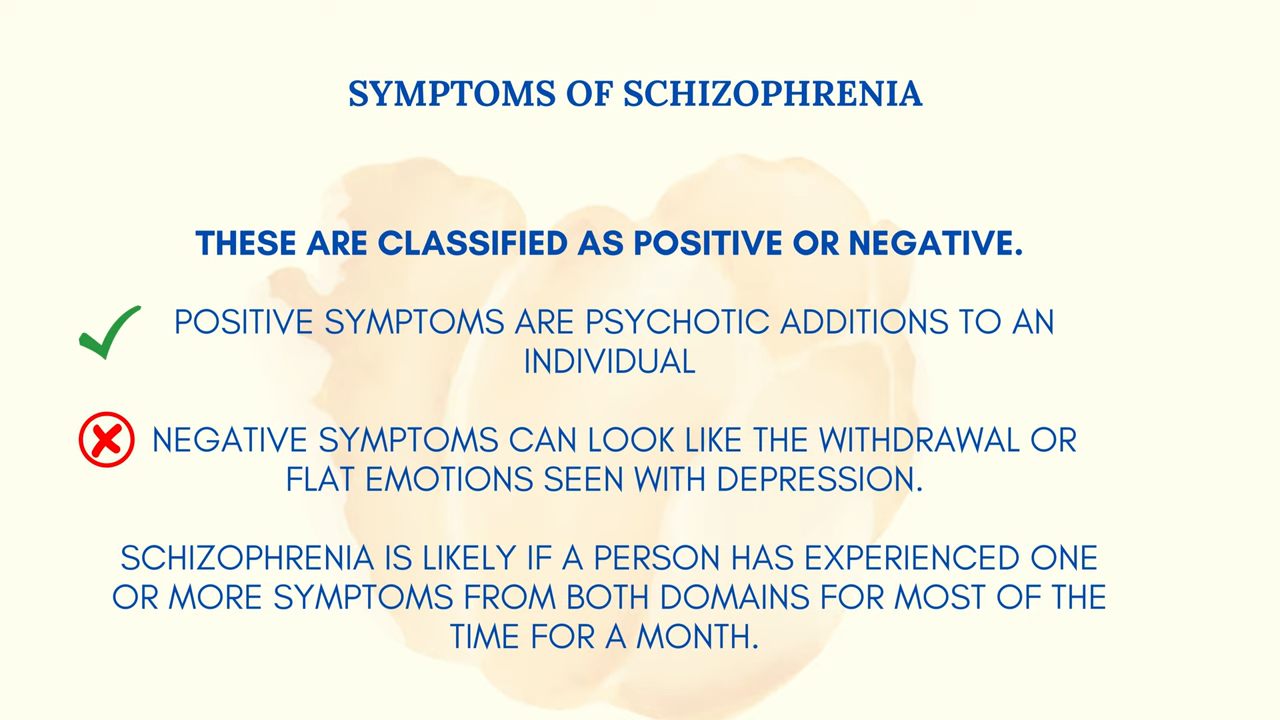 SYMPTOMS OF SCHIZOPHRENIA
THESE ARE CLASSIFIED AS POSITIVE OR NEGATIVE.
POSITIVE SYMPTOMS ARE PSYCHOTIC ADDITIONS TO AN
INDIVIDUAL
NEGATIVE SYMPTOMS CAN LOOK LIKE THE WITHDRAWAL OR
FLAT EMOTIONS SEEN WITH DEPRESSION.
SCHIZOPHRENIA IS LIKELY IF A PERSON HAS EXPERIENCED ONE
OR MORE SYMPTOMS FROM BOTH DOMAINS FOR MOST OF THE
TIME FOR A MONTH.